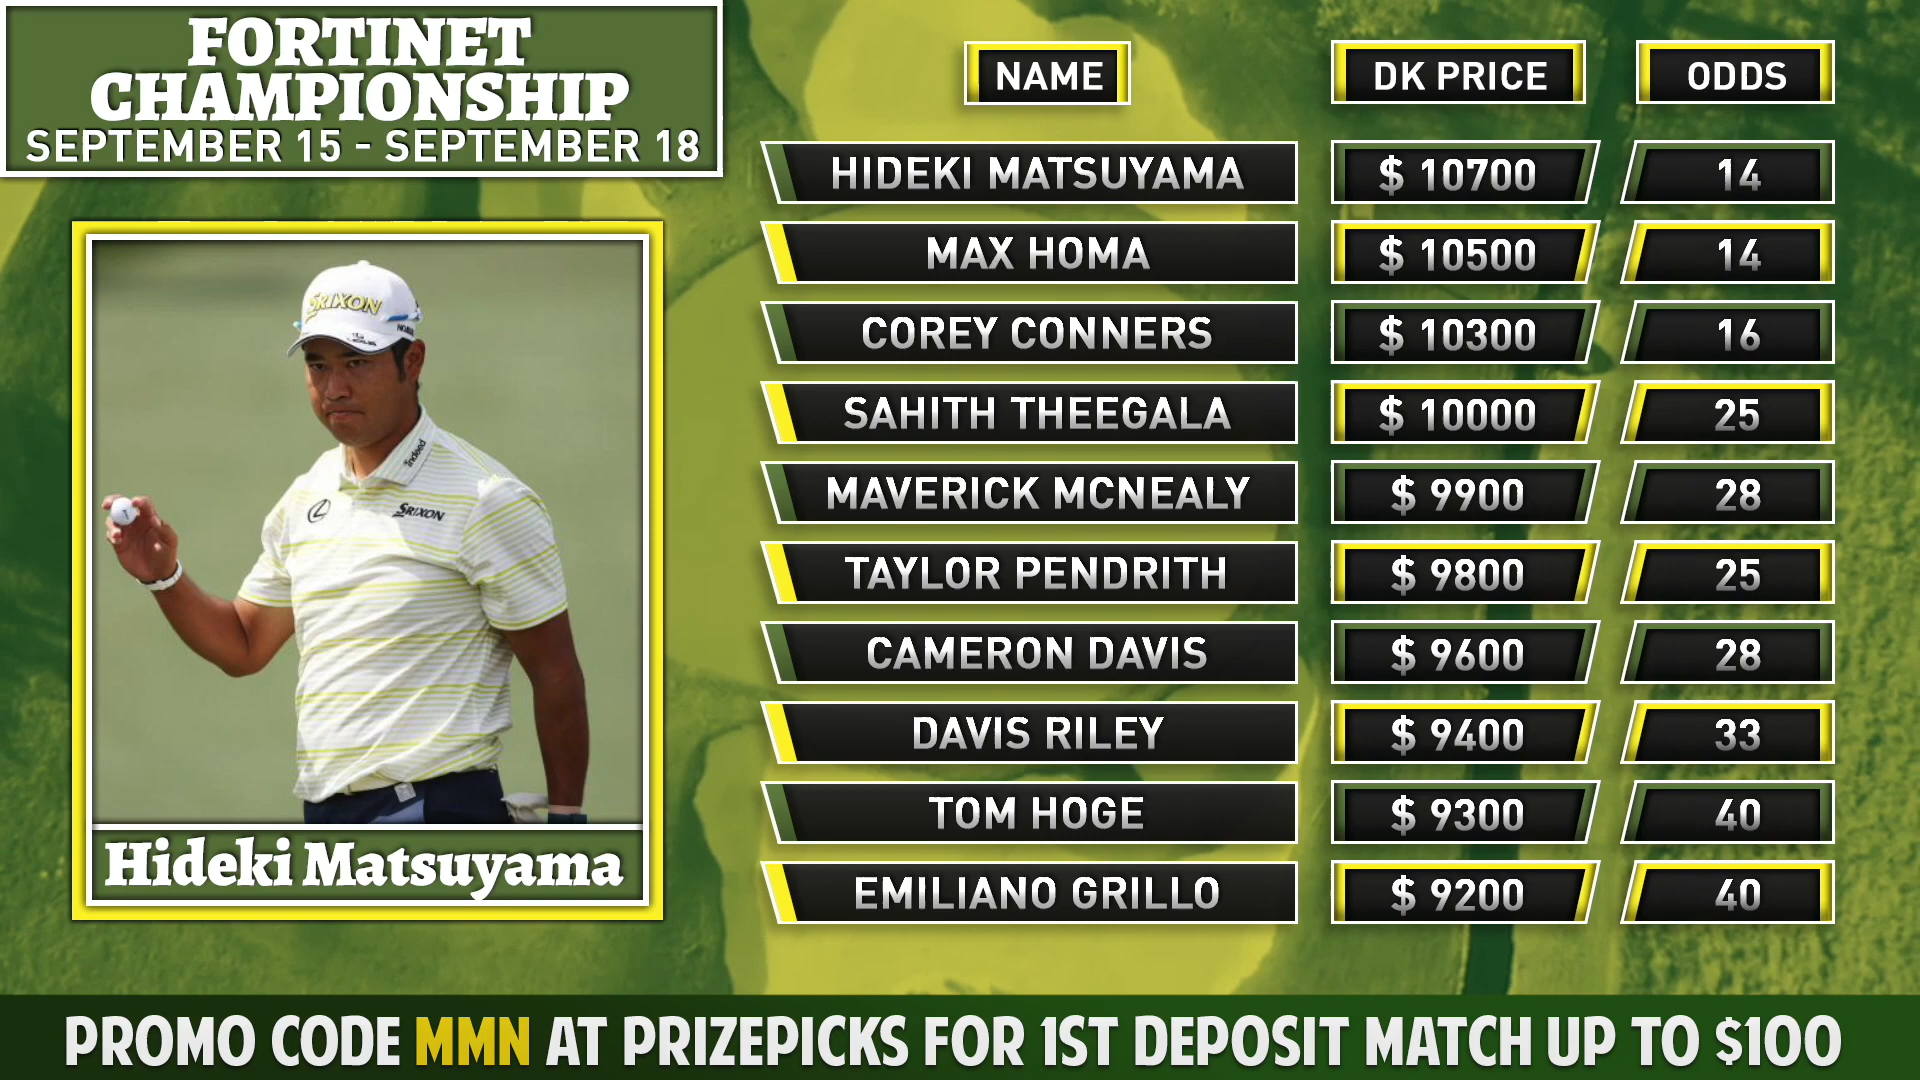 FORTINET
CHAMPIONSHIP
SEPTEMBER 15 - SEPTEMBER 18
NAME DK PRICE ODDS
HIDEKI MATSUYAMA $ 10700 14
MAX HOMA $ 10500 14
COREY CONNERS $ 10300 16
SAHITH THEEGALA $ 10000 25
MAVERICK MCNEALY $ 9900 28
TAYLOR PENDRITH $ 9800 25
CAMERON DAVIS $ 9600 28
DAVIS RILEY $ 9400 33
TOM HOGE $ 9300 40
EMILIANO GRILLO $ 9200 40
SRIXON
Indeed
SRIXON
Hideki Matsuyama
PROMO CODE MMN AT PRIZEPICKS FOR 1ST DEPOSIT MATCH UP TO $100